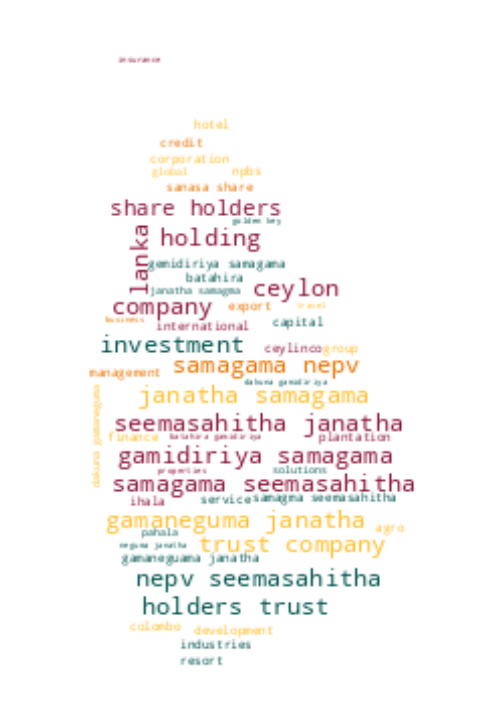 insurance
hotel
credit
corporation
global npbs
sanasa share
share holders
golden key
lanka
holding
gemidiriya samagama
batahira
janatha samagma
ceylon
company
export
travel
business
international
capital
investment
ceylinco
group
samagama nepv
management
dakuna gamidiriya
dakuna gamaneguma
janatha samagama
seemasahitha janatha
finance
batahira gamidiriya
plantation
gamidiriya samagama
properties
solutions
samagama seemasahitha
ihala
service
samagma seemasahitha
gamaneguma janatha
agro
pahala
neguma janatha
trust company
gamaneguama janatha
nepv seemasahitha
holders trust
colombo
development
industries
resort